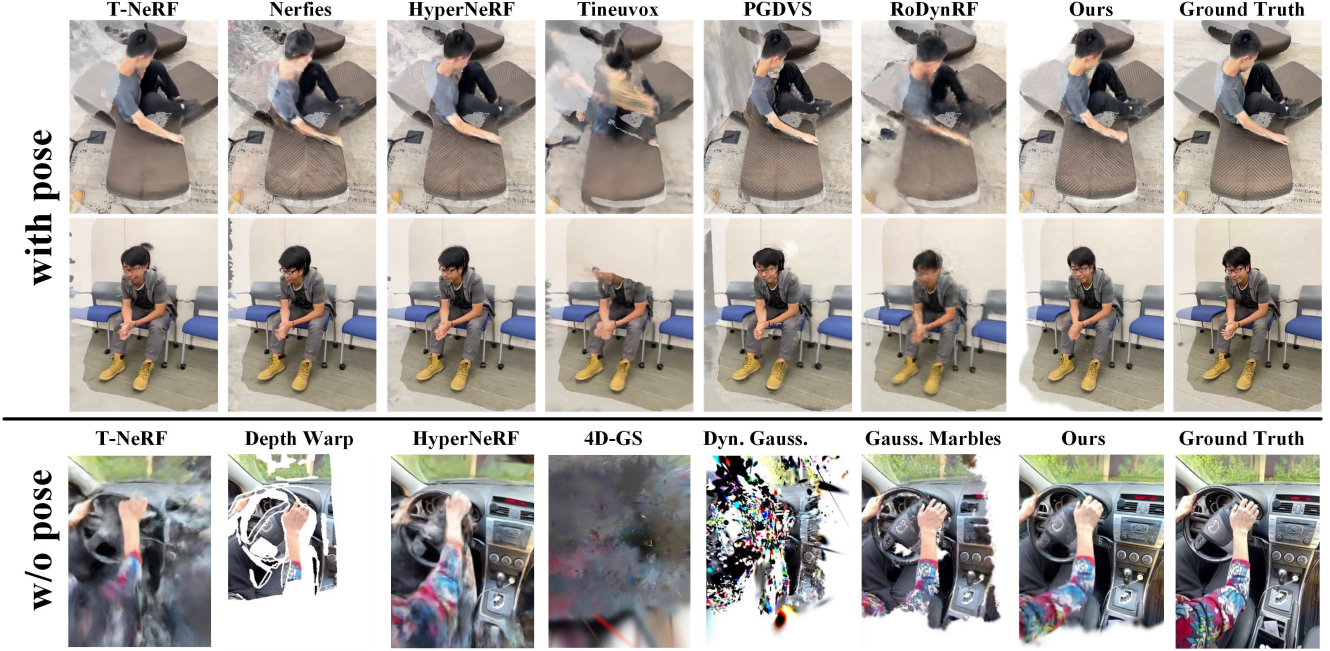 T-NeRF Nerfies HyperNeRF Tineuvox PGDVS RoDynRF Ours Ground Truth
with pose
T-NeRF Depth Warp HyperNeRF 4D-GS Dyn. Gauss. Gauss. Marbles Ours Ground Truth
w/o pose